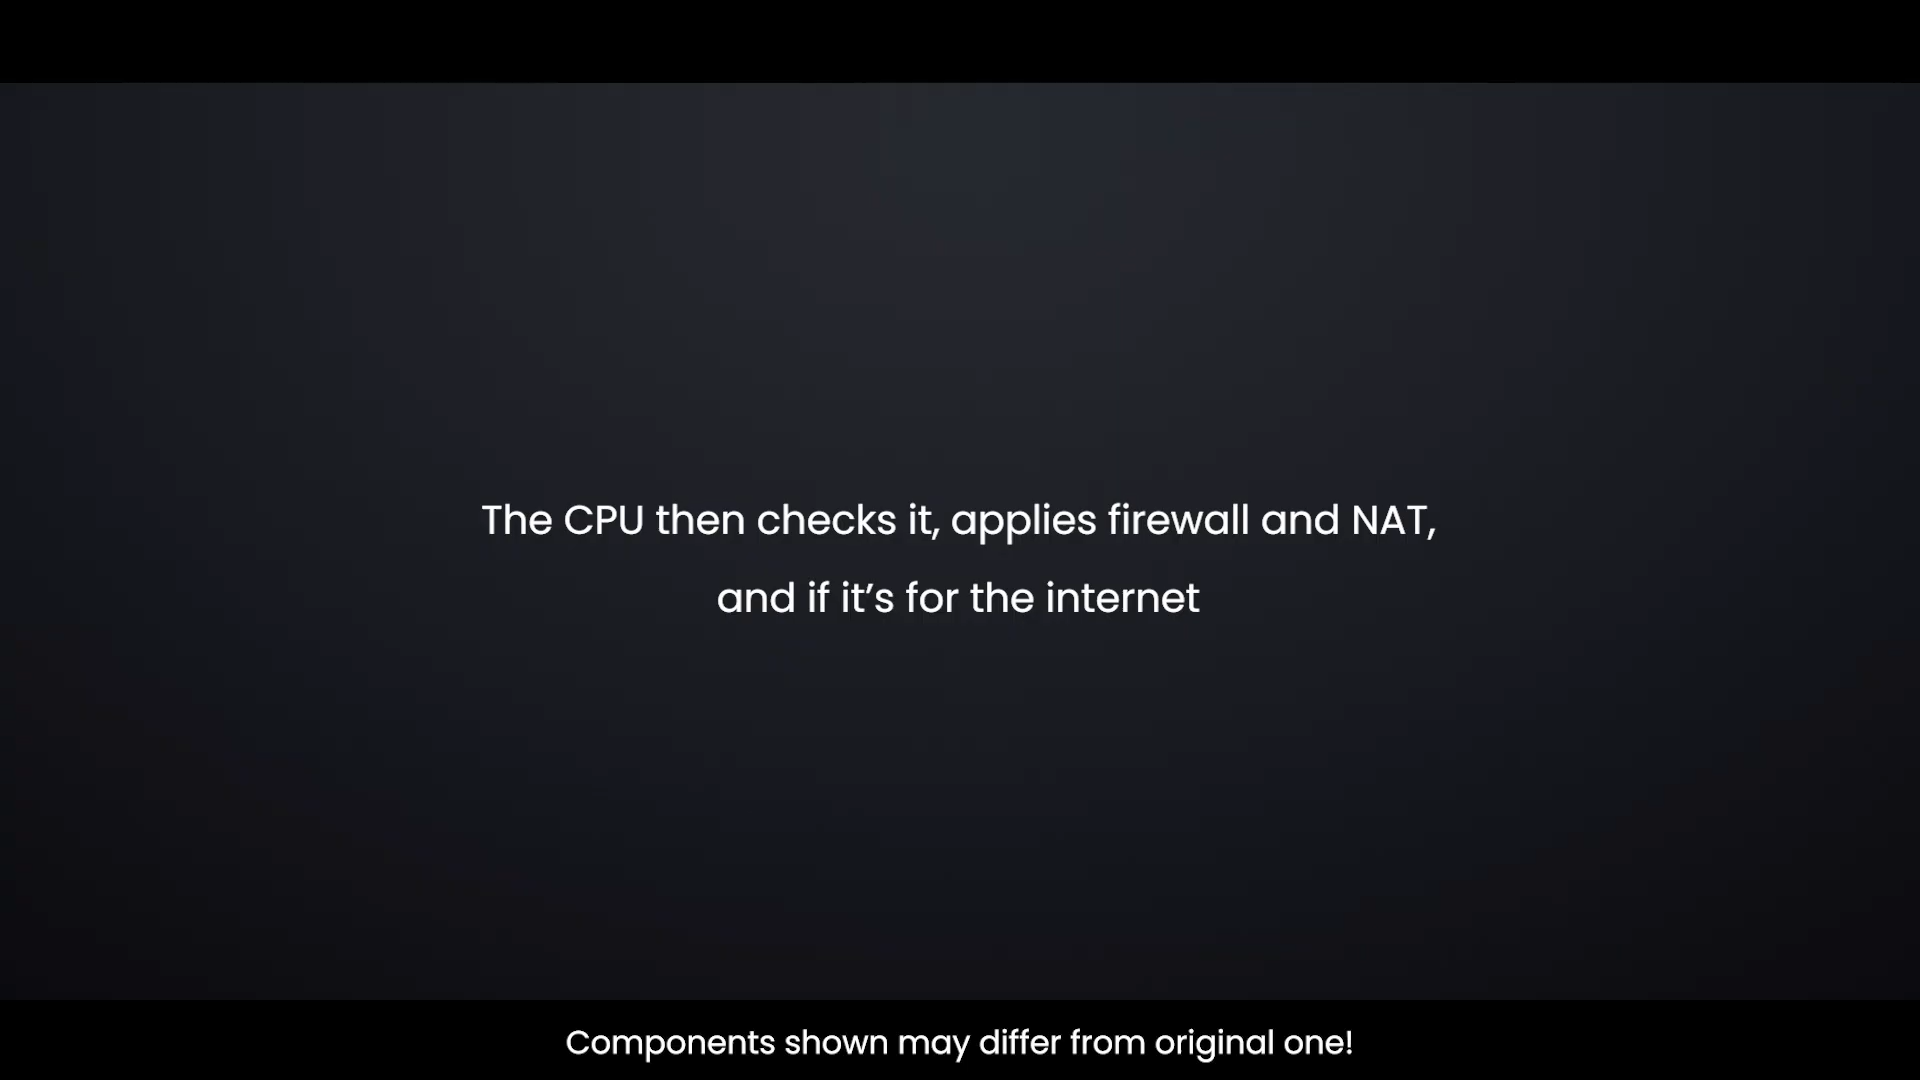 The CPU then checks it, applies firewall and NAT,
and if it’s for the internet
Components shown may differ from original one!